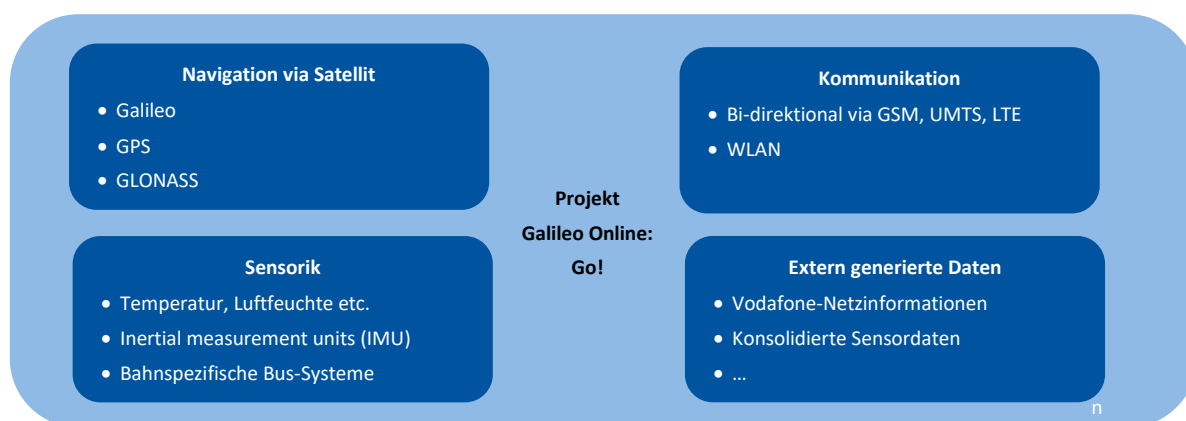 Navigation via Satellit
• Galileo
• GPS
• GLONASS
Kommunikation
• Bi-direktional via GSM, UMTS, LTE
• WLAN
Projekt
Galileo Online:
Go!
Sensorik
• Temperatur, Luftfeuchte etc.
• Inertial measurement units (IMU)
• Bahnspezifische Bus-Systeme
Extern generierte Daten
• Vodafone-Netzinformationen
• Konsolidierte Sensordaten
• …
n